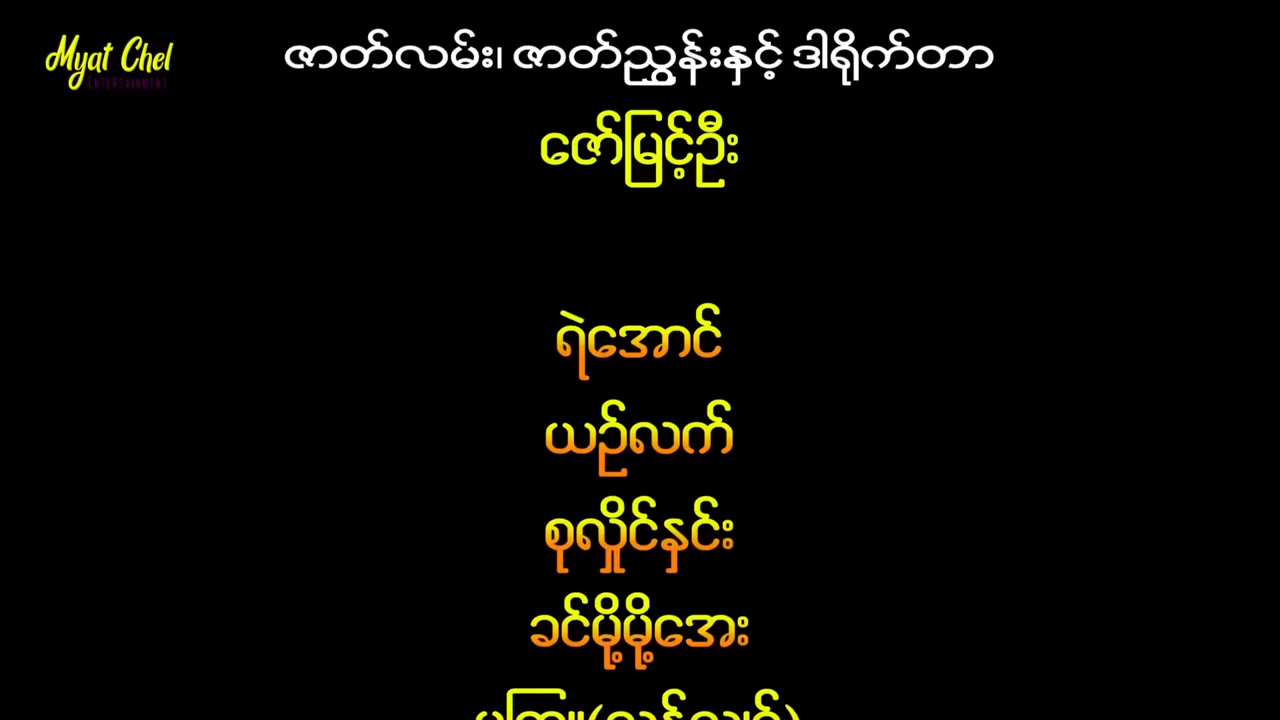 Myat Chel
ENTERTAINMENT
ဇာတ်လမ်း၊ ဇာတ်ညွှန်းနှင့် ဒါရိုက်တာ
ဇော်မြင့်ဦး
ရဲအောင်
ယဉ်လက်
စုလှိုင်နှင်း
ခင်မို့မို့အေး